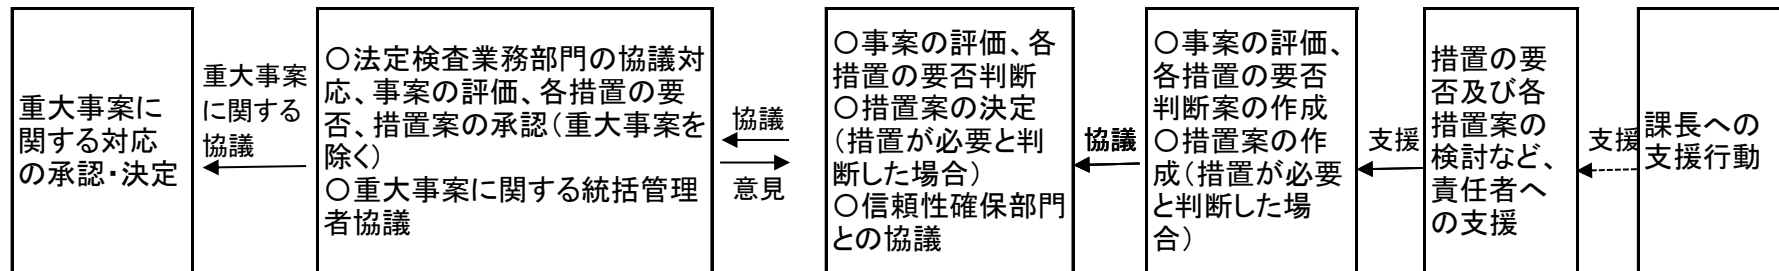 重大事案に
関する対応
の承認・決定
重大事案
に関する
協議
〇法定検査業務部門の協議対
応、事案の評価、各措置の要
否、措置案の承認（重大事案を
除く）
〇重大事案に関する統括管理
者協議
協議
意見
〇事案の評価、各
措置の要否判断
〇措置案の決定
（措置が必要と判
断した場合）
〇信頼性確保部門
との協議
協議
〇事案の評価、
各措置の要否
判断案の作成
〇措置案の作
成（措置が必要
と判断した場
合）
支援
措置の要
否及び各
措置案の
検討など、
責任者へ
の支援
支援
課長への
支援行動